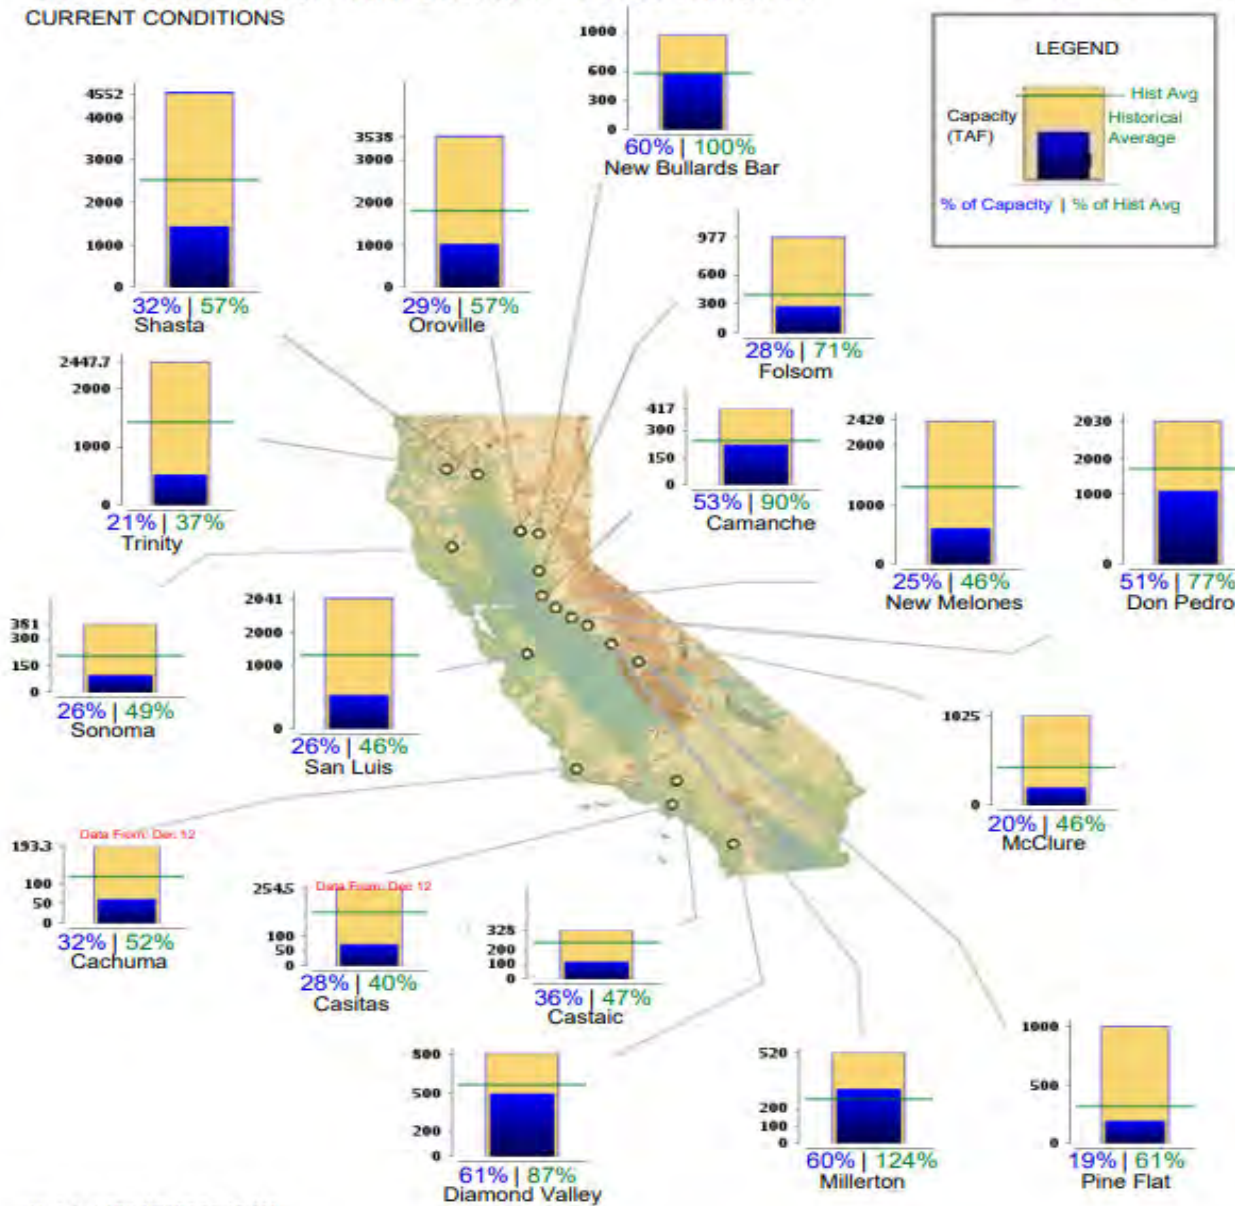 CURRENT CONDITIONS
1000
600
300
0
60% | 100%
New Bullards Bar
LEGEND
Hist Avg
Capacity
(TAF)
Historical
Average
% of Capacity | % of Hist Avg
4552
4000
3000
2000
1000
0
32% | 57%
Shasta
3538
3000
2000
1000
0
29% | 57%
Oroville
977
600
300
0
28% | 71%
Folsom
2447.7
2000
1000
0
21% | 37%
Trinity
417
300
150
0
53% | 90%
Camanche
2420
2000
1000
0
25% | 46%
New Melones
2030
2000
1000
0
51% | 77%
Don Pedro
381
300
150
0
26% | 49%
Sonoma
2041
2000
1000
0
26% | 46%
San Luis
1025
0
20% | 46%
McClure
Data From: Dec 12
193.3
100
50
0
32% | 52%
Cachuma
Data From: Dec 12
254.5
100
50
0
28% | 40%
Casitas
325
200
100
0
36% | 47%
Castaic
800
500
200
0
61% | 87%
Diamond Valley
520
200
100
0
60% | 124%
Millerton
1000
500
0
19% | 61%
Pine Flat